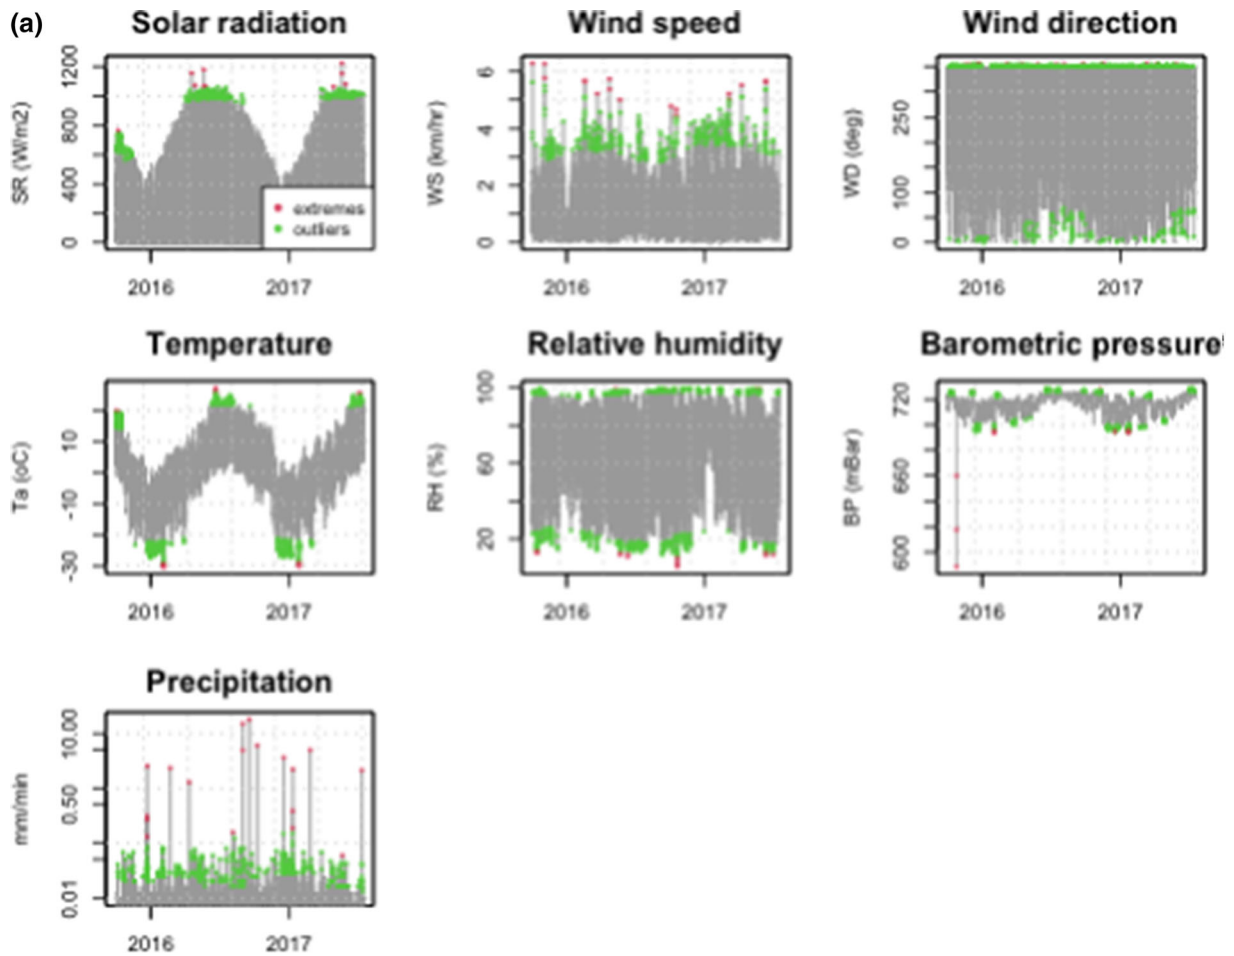 (a)
Solar radiation
SR (W/m2)
1200
800
400
0
extremes
outliers
2016
2017
Wind speed
WS (km/hr)
6
4
2
0
2016
2017
Wind direction
WD (deg)
250
100
0
2016
2017
Temperature
Ta (oC)
10
-10
-30
2016
2017
Relative humidity
RH (%)
100
60
20
2016
2017
Barometric pressure
BP (mBar)
720
660
600
2016
2017
Precipitation
mm/min
10.00
0.50
0.01
2016
2017